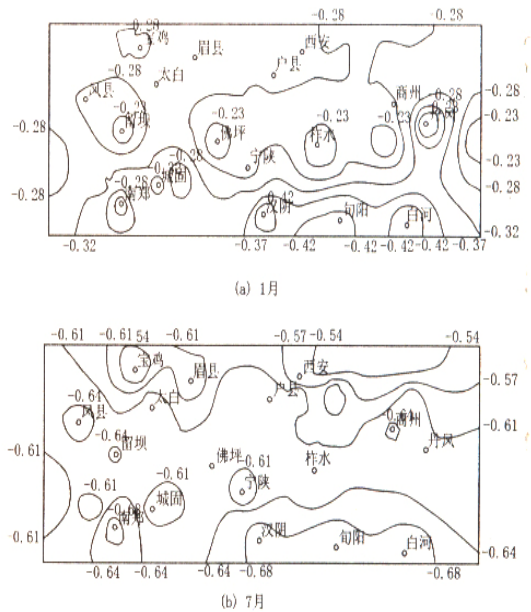 -0.28 -0.28 -0.28
宝鸡 眉县 西安
-0.28 太白 户县
凤县 商州 -0.28
-0.28 留坝 -0.23 -0.23 -0.23 丹凤 -0.28
佛坪 柞水 -0.23
宁陕 -0.23
-0.28 -0.28 城固 -0.28 -0.28
南郑 汉阴 旬阳 白河 -0.32
-0.32 -0.37 -0.42 -0.42 -0.42 -0.37
(a) 1月
-0.61 -0.61 -0.61 -0.57 -0.54 -0.54
宝鸡 眉县 西安 -0.57
-0.64 太白 户县
凤县 商州 -0.61
-0.61 -0.64 留坝 丹凤
佛坪 -0.61 柞水
-0.61 宁陕
城固
-0.61 南郑 汉阴 旬阳 白河 -0.64
-0.64 -0.64 -0.64 -0.68 -0.68
(b) 7月